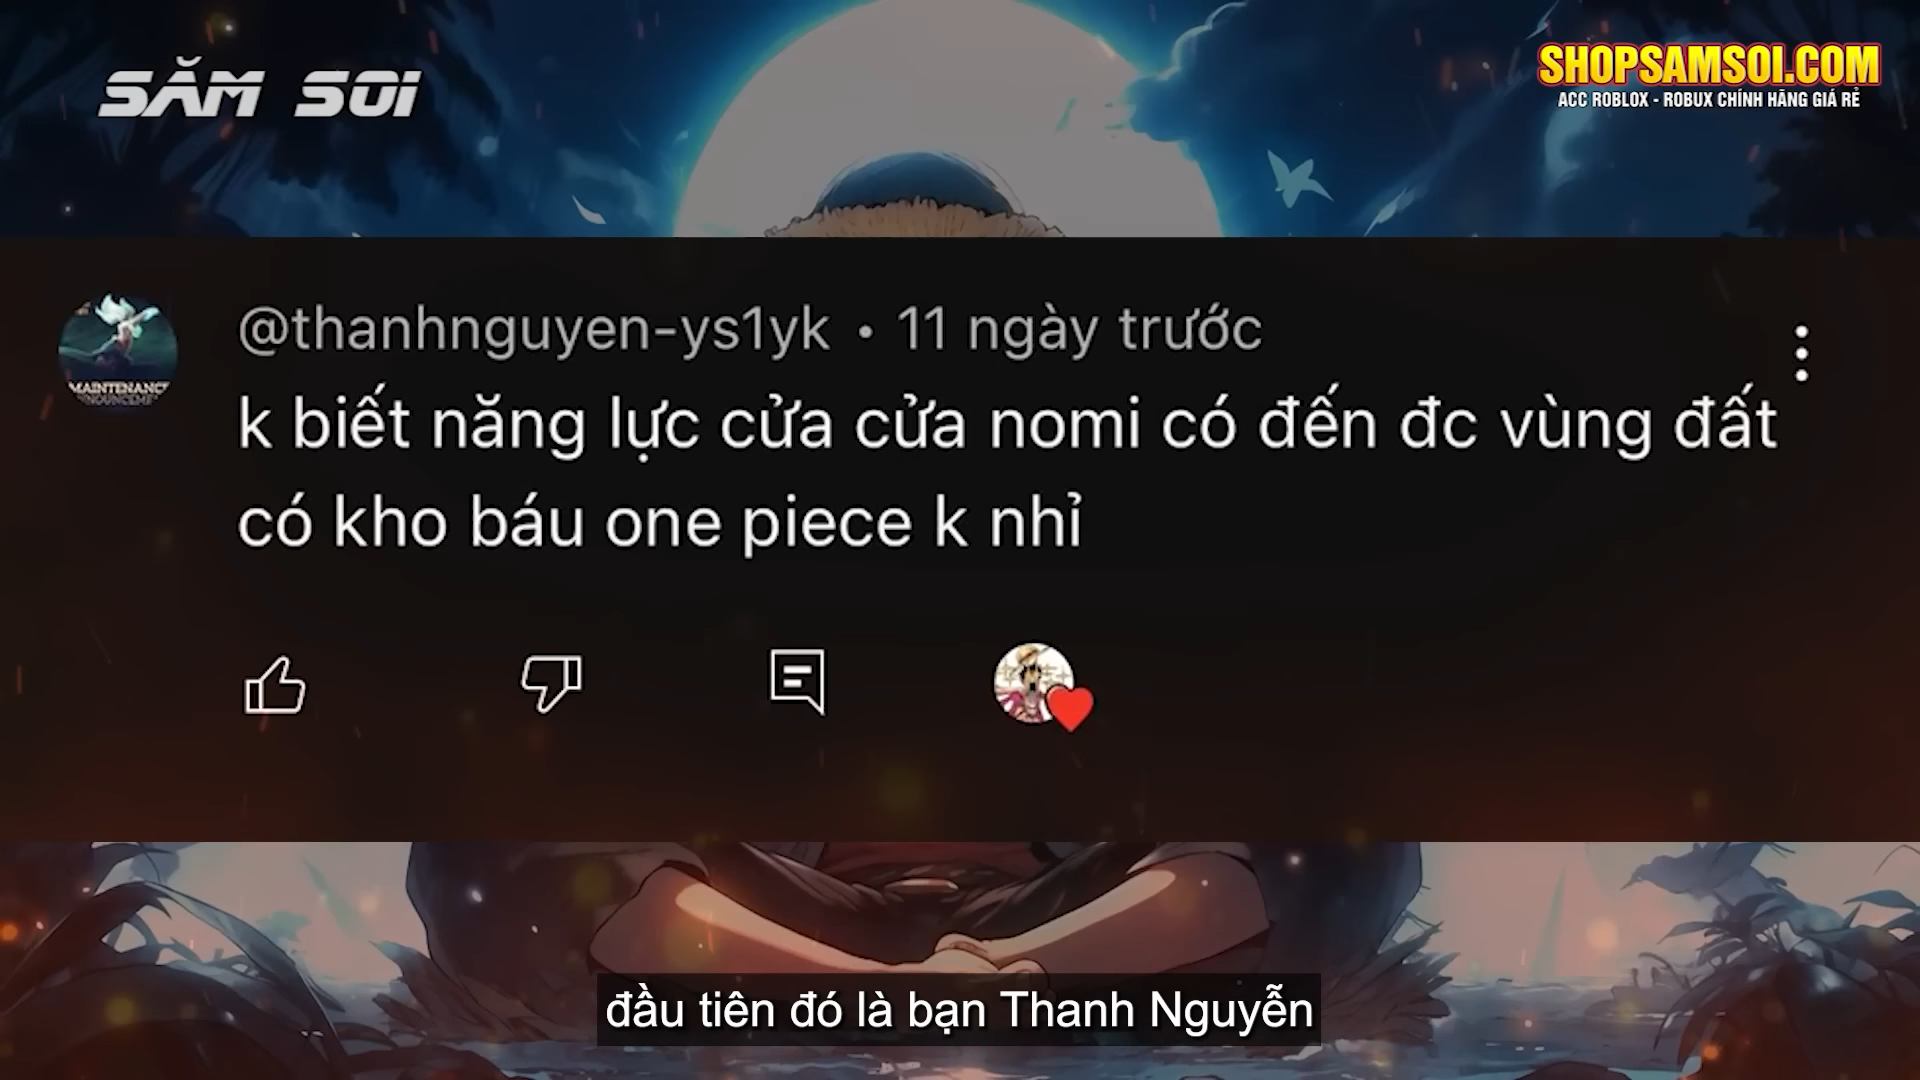 SĂM SOI
SHOPSAMSOI.COM
ACC ROBLOX - ROBUX CHÍNH HÃNG GIÁ RẺ
@thanhnguyen-ys1yk • 11 ngày trước
MAINTENANCE
k biết năng lực cửa cửa nomi có đến đc vùng đất
có kho báu one piece k nhỉ
đầu tiên đó là bạn Thanh Nguyễn